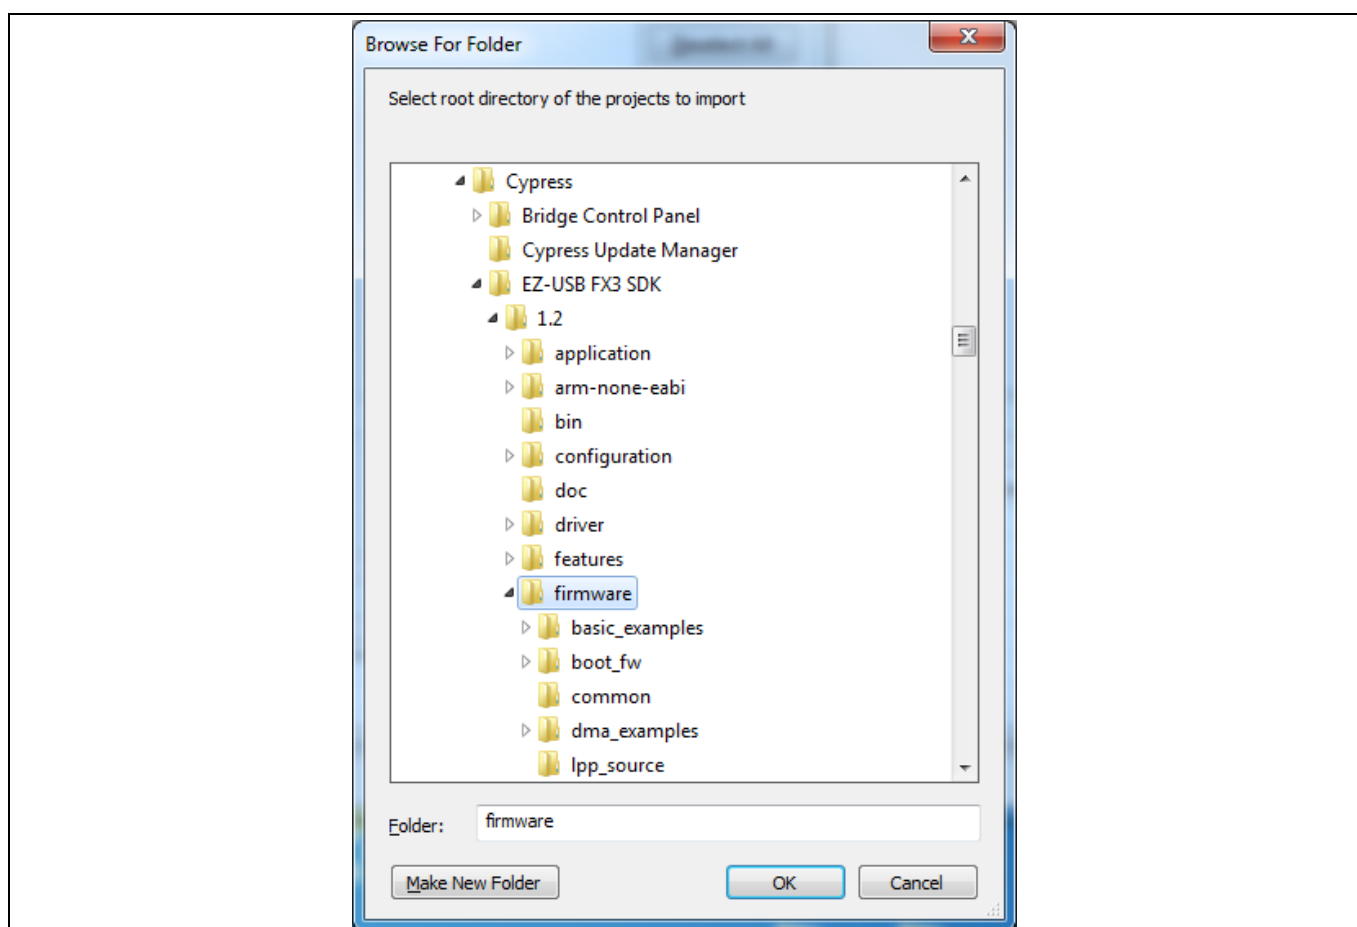 Browse For Folder
Select root directory of the projects to import
Cypress
Bridge Control Panel
Cypress Update Manager
EZ-USB FX3 SDK
1.2
application
arm-none-eabi
bin
configuration
doc
driver
features
firmware
basic_examples
boot_fw
common
dma_examples
lpp_source
Folder: firmware
Make New Folder OK Cancel